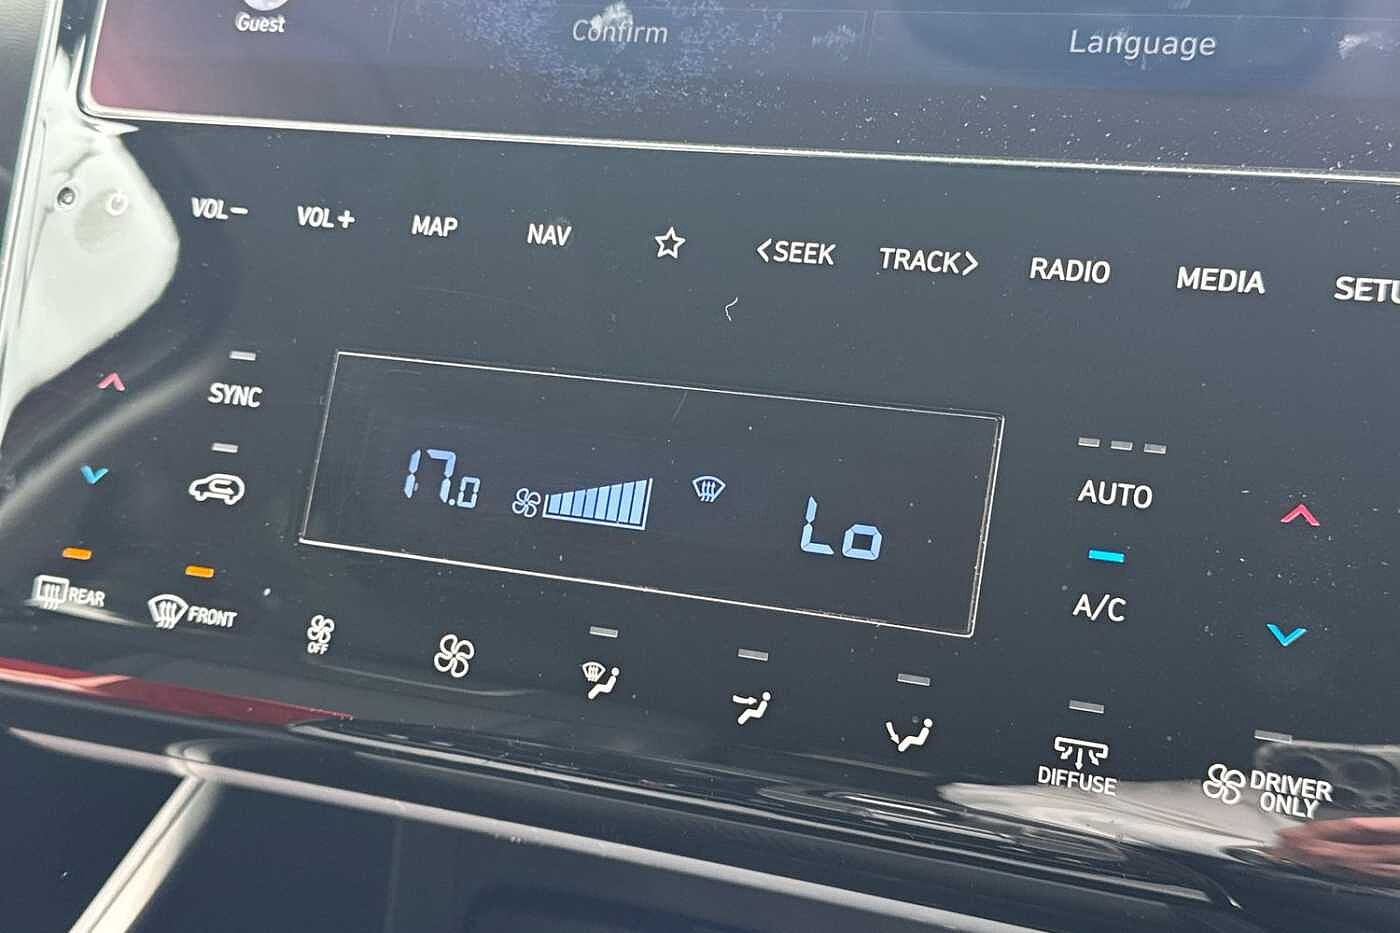 Guest
Confirm
Language
VOL−
VOL+
MAP
NAV
<SEEK
TRACK>
RADIO
MEDIA
SETU
SYNC
17.0
Lo
AUTO
A/C
REAR
FRONT
OFF
DIFFUSE
DRIVER
ONLY